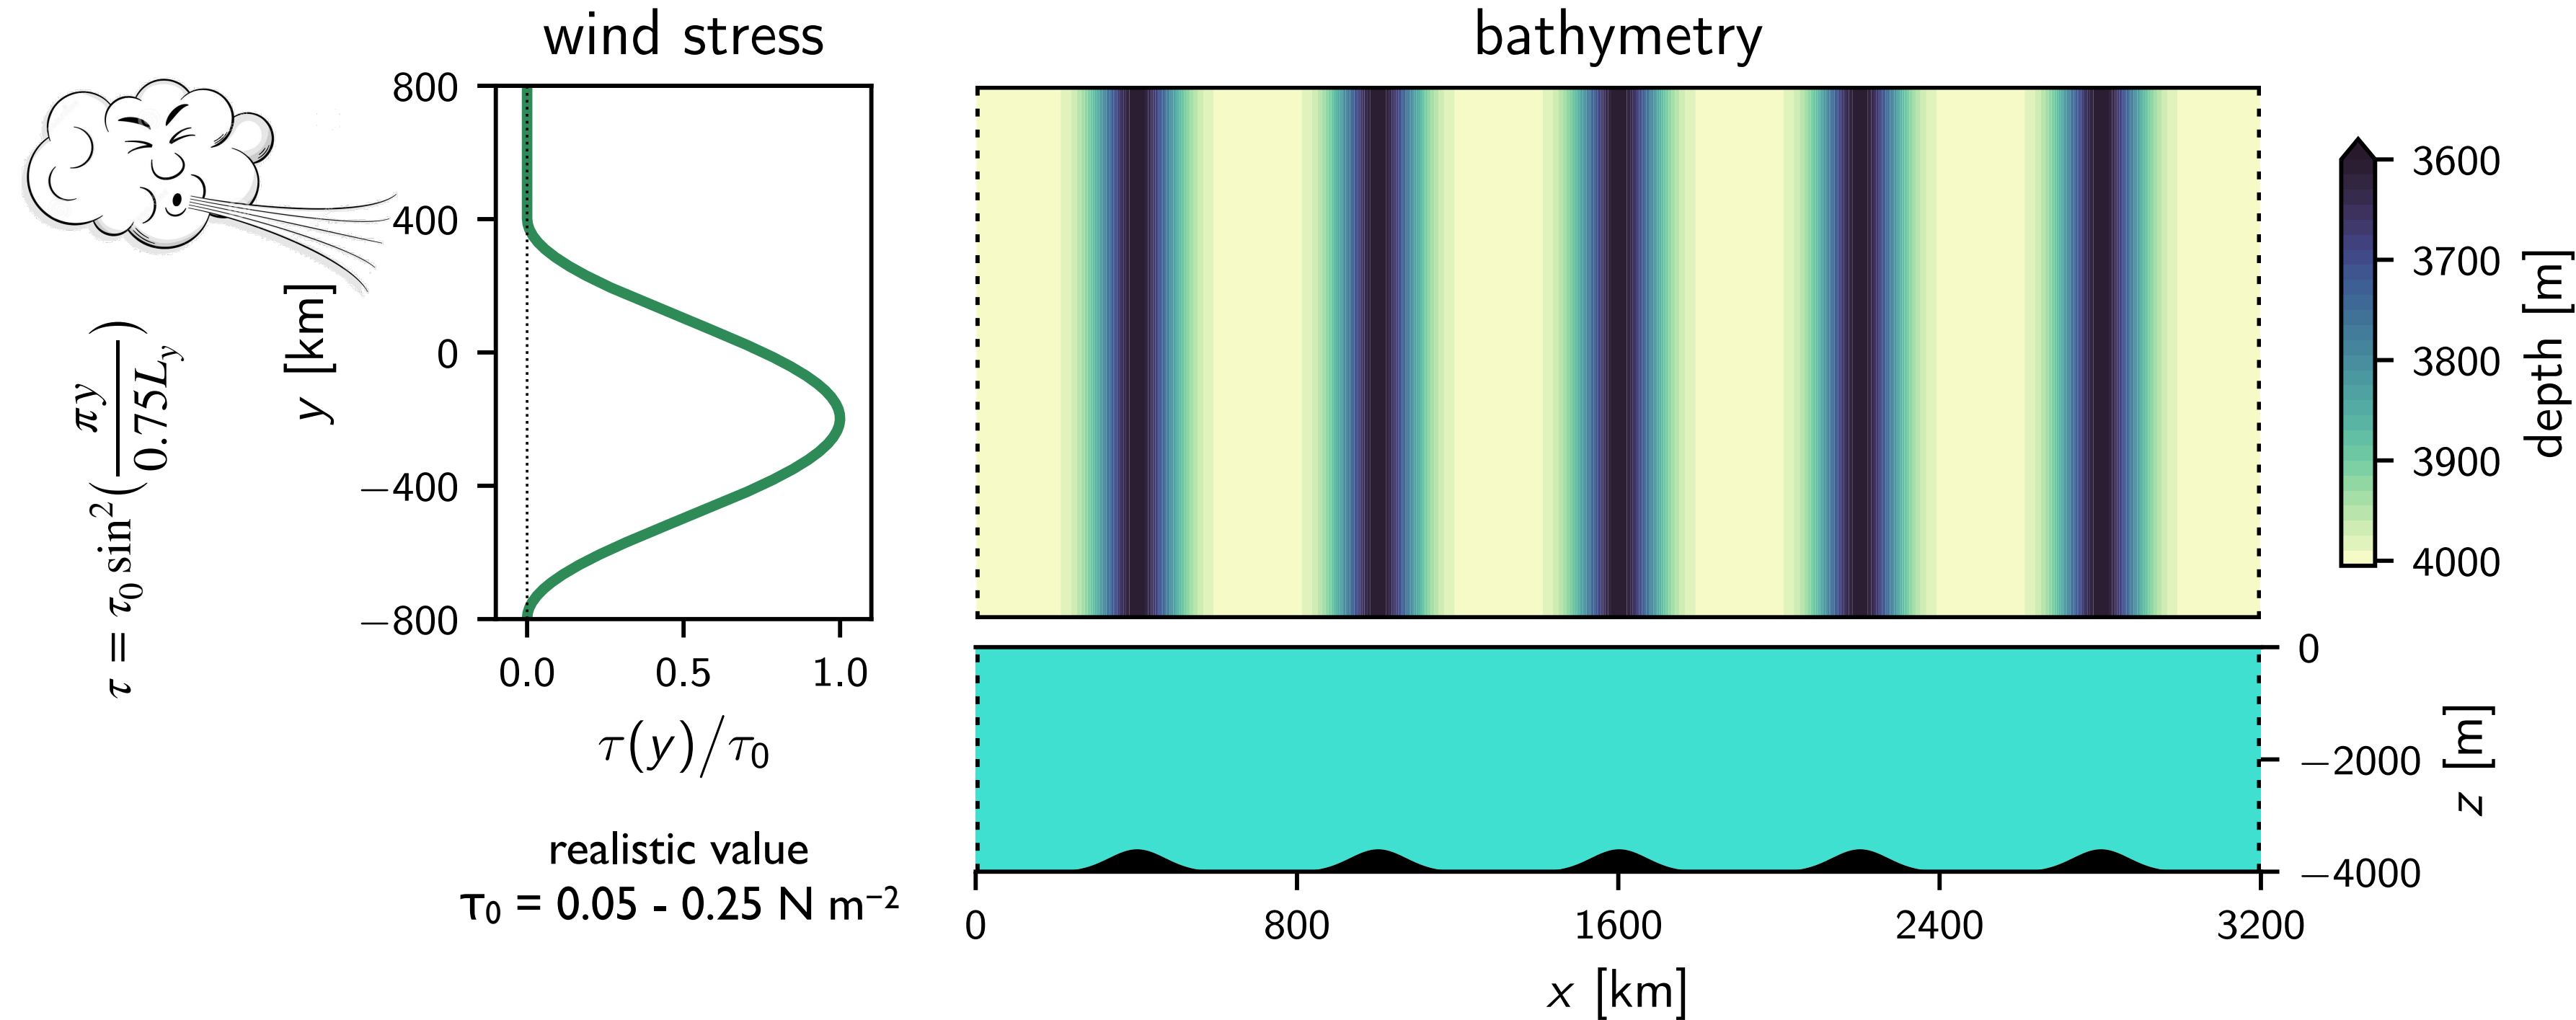 wind stress
bathymetry
800
400
0
−400
−800
y [km]
τ = τ₀ sin²(πy / 0.75L_y)
0.0 0.5 1.0
τ(y)/τ₀
realistic value
τ₀ = 0.05 - 0.25 N m⁻²
3600
3700
3800
3900
4000
depth [m]
0
−2000
−4000
z [m]
0 800 1600 2400 3200
x [km]